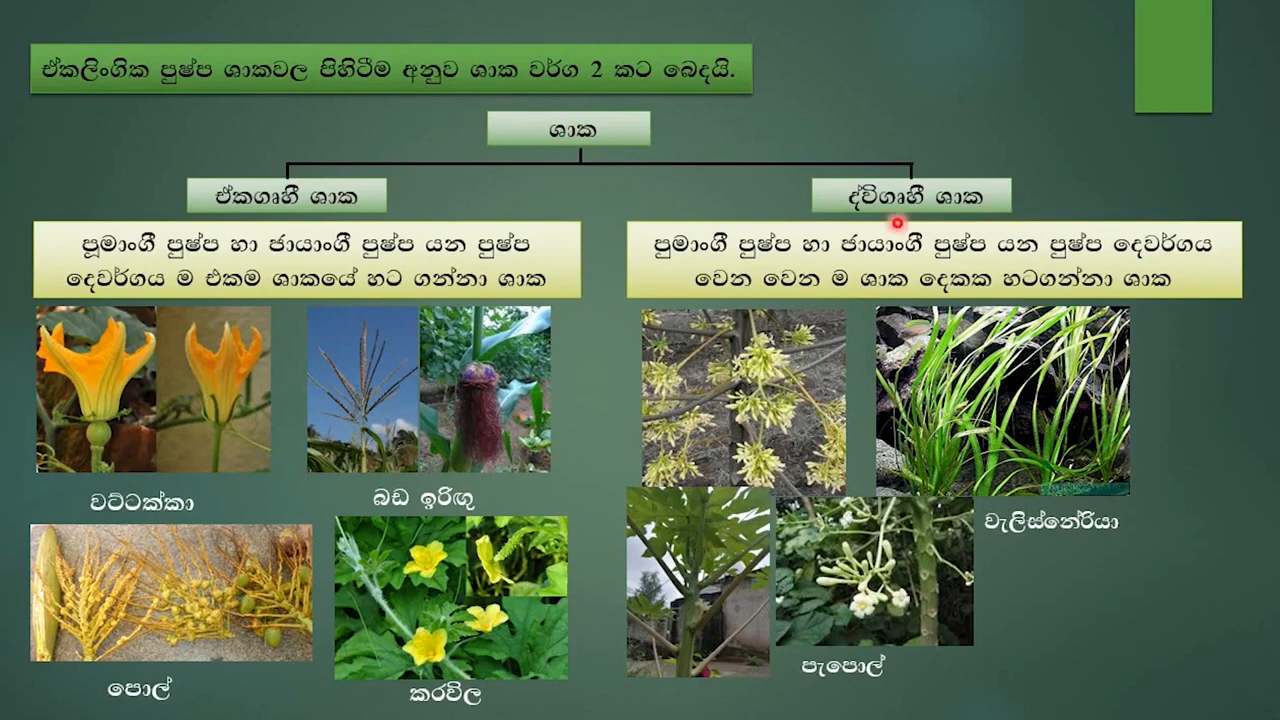 ඒකලිංගික පුෂ්ප ශාකවල පිහිටීම අනුව ශාක වර්ග 2 කට බෙදයි.
ශාක
ඒකගෘහී ශාක
ද්විගෘහී ශාක
පූමාංගී පුෂ්ප හා ජායාංගී පුෂ්ප යන පුෂ්ප
දෙවර්ගය ම එකම ශාකයේ හට ගන්නා ශාක
පුමාංගී පුෂ්ප හා ජායාංගී පුෂ්ප යන පුෂ්ප දෙවර්ගය
වෙන වෙන ම ශාක දෙකක හටගන්නා ශාක
වට්ටක්කා
බඩ ඉරිඟු
වැලිස්නේරියා
පොල්
කරවිල
පැපොල්